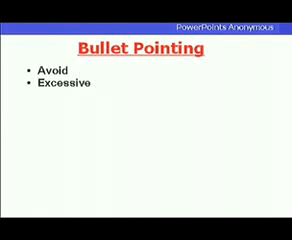 PowerPoints Anonymous
Bullet Pointing
• Avoid
• Excessive